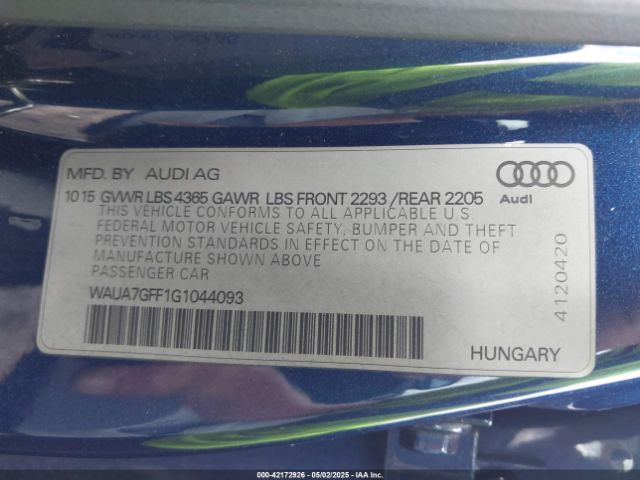 MFD. BY AUDI AG
Audi
10 15 GVWR LBS 4365 GAWR LBS FRONT 2293 / REAR 2205
THIS VEHICLE CONFORMS TO ALL APPLICABLE U.S.
FEDERAL MOTOR VEHICLE SAFETY, BUMPER AND THEFT
PREVENTION STANDARDS IN EFFECT ON THE DATE OF
MANUFACTURE SHOWN ABOVE
PASSENGER CAR
WAUA7GFF1G1044093
4120420
HUNGARY
000-42172926 - 05/02/2025 - IAA Inc.